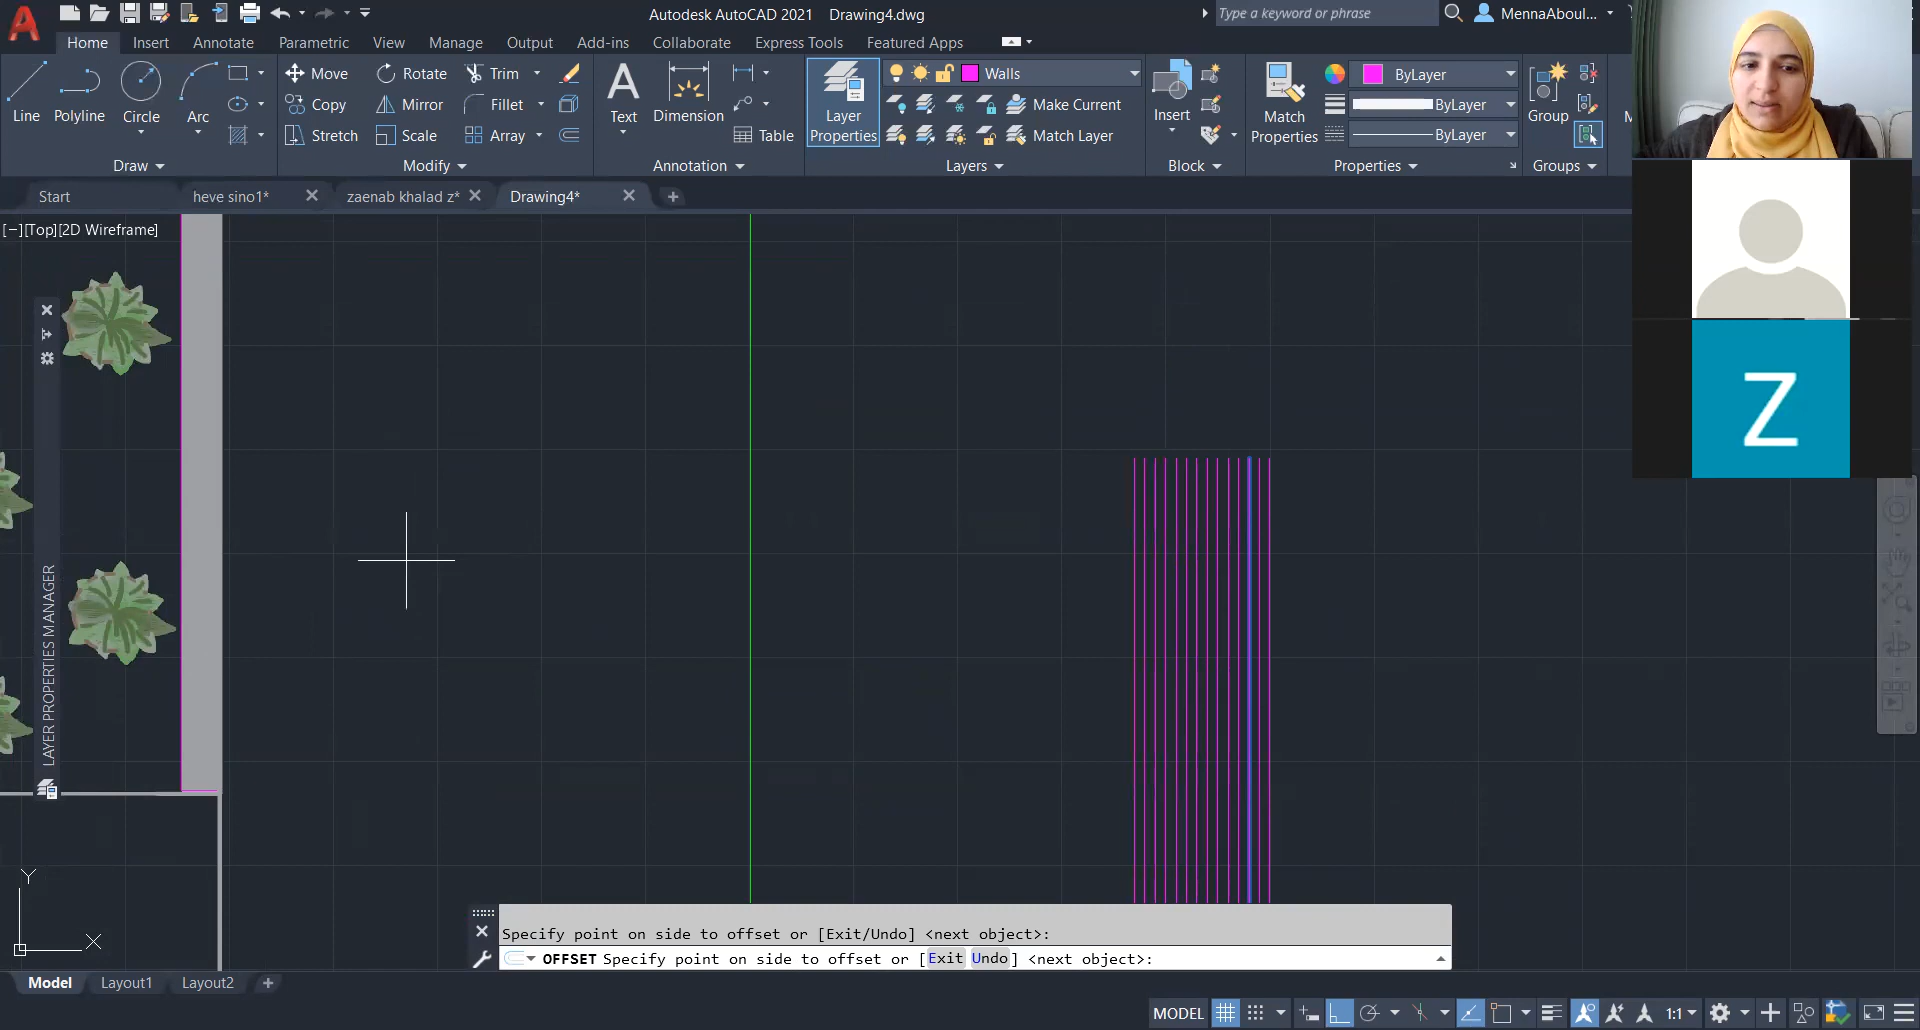 Autodesk AutoCAD 2021 Drawing4.dwg
Type a keyword or phrase
MennaAboul...
Home Insert Annotate Parametric View Manage Output Add-ins Collaborate Express Tools Featured Apps
Line Polyline Circle Arc
Move Rotate Trim
Copy Mirror Fillet
Stretch Scale Array
Text Dimension
Table
Layer Properties
Walls
Make Current
Match Layer
Insert
Match Properties
ByLayer
ByLayer
ByLayer
Group
Draw Modify Annotation Layers Block Properties Groups
Start heve sino1* zaenab khalad z* Drawing4*
[−][Top][2D Wireframe]
Z
LAYER PROPERTIES MANAGER
Y
X
Specify point on side to offset or [Exit/Undo] <next object>:
OFFSET Specify point on side to offset or [Exit Undo] <next object>:
Model Layout1 Layout2
MODEL 1:1